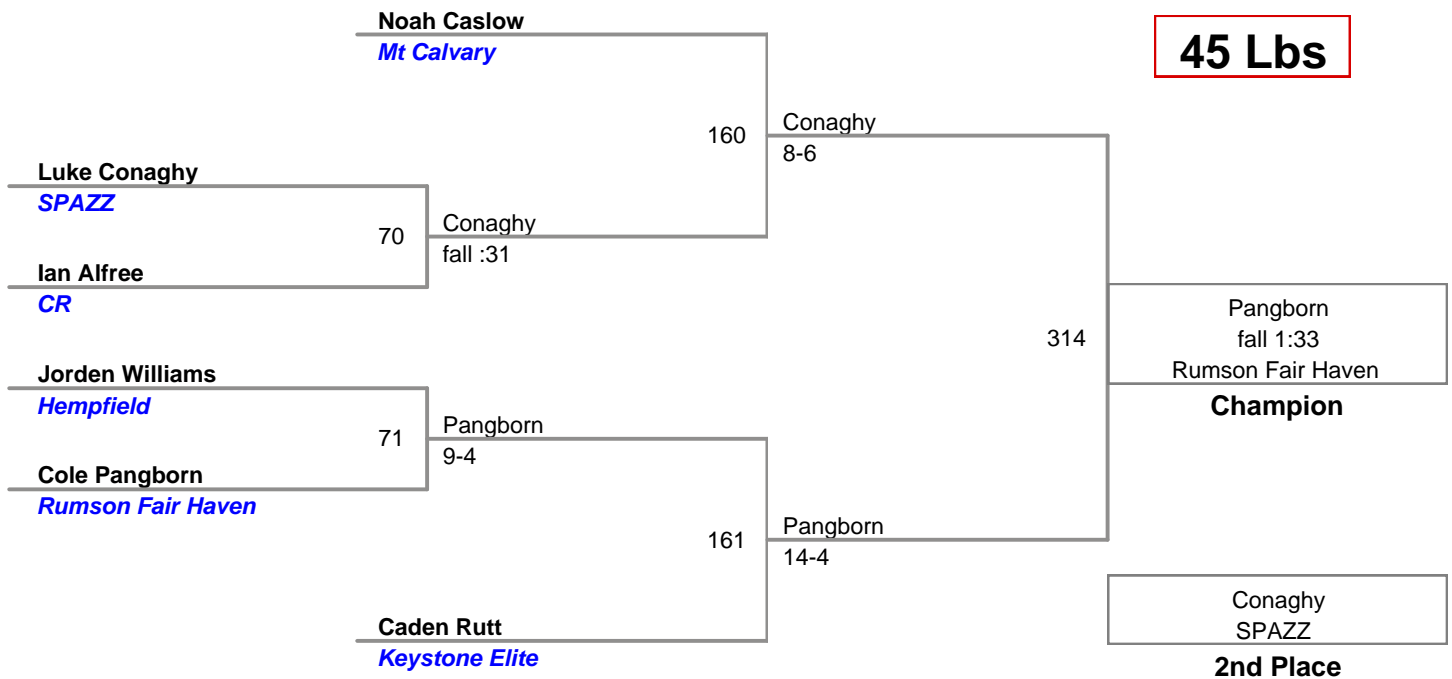 Noah Caslow
Mt Calvary
45 Lbs
160
Conaghy
8-6
Luke Conaghy
SPAZZ
70
Conaghy
fall :31
Ian Alfree
CR
314
Pangborn
fall 1:33
Rumson Fair Haven
Champion
Jorden Williams
Hempfield
71
Pangborn
9-4
Cole Pangborn
Rumson Fair Haven
161
Pangborn
14-4
Caden Rutt
Keystone Elite
Conaghy
SPAZZ
2nd Place